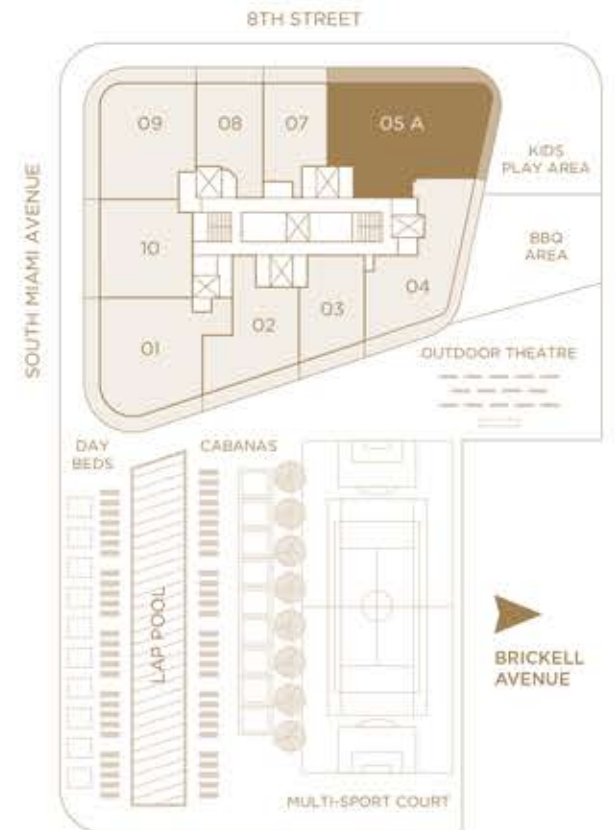 8TH STREET
SOUTH MIAMI AVENUE
09
08
07
05 A
KIDS
PLAY AREA
10
BBQ
AREA
04
03
02
01
OUTDOOR THEATRE
DAY
BEDS
CABANAS
LAP POOL
BRICKELL
AVENUE
MULTI-SPORT COURT